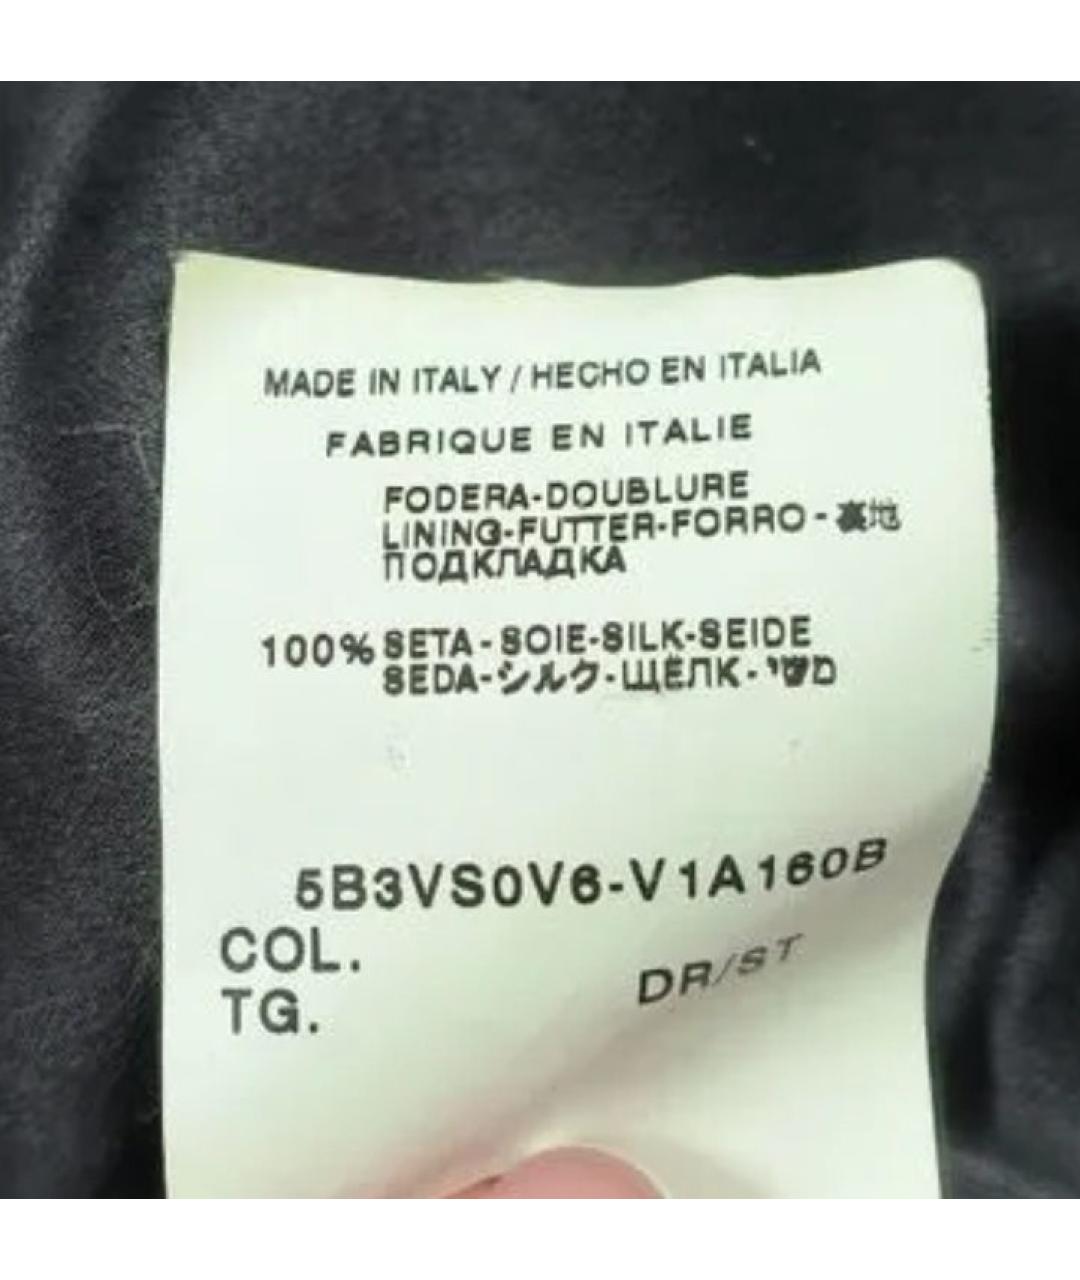 MADE IN ITALY / HECHO EN ITALIA
FABRIQUE EN ITALIE
FODERA-DOUBLURE
LINING-FUTTER-FORRO - 裏地
ПОДКЛАДКА
100% SETA - SOIE-SILK-SEIDE
SEDA-シルク-ШЁЛК - משי
5B3VS0V6-V1A160B
COL.
DR/ST
TG.